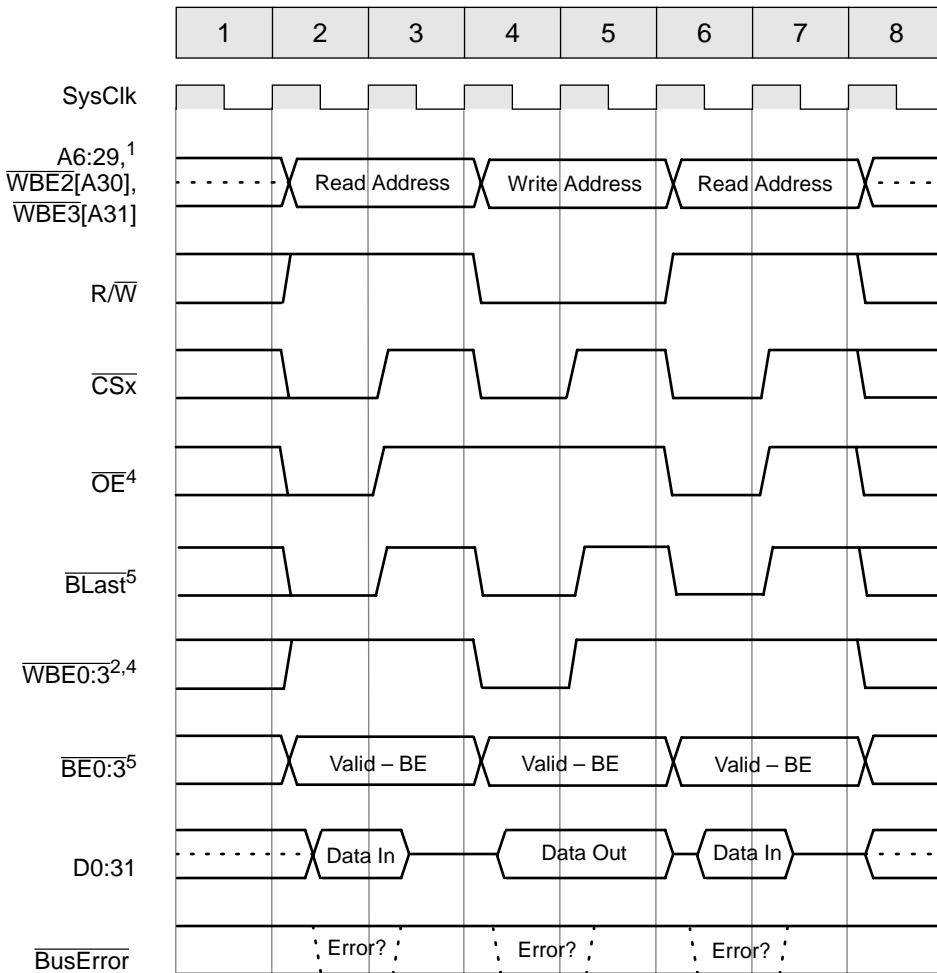 1 2 3 4 5 6 7 8
SysClk
A6:29,1
WBE2[A30],
WBE3[A31]
Read Address Write Address Read Address
R/W
CSx
OE4
BLast5
WBE0:32,4
BE0:35
Valid – BE Valid – BE Valid – BE
D0:31
Data In Data Out Data In
BusError
Error? Error? Error?